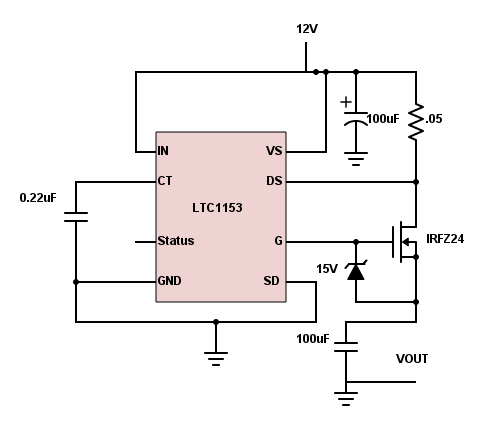 12V
+
100uF
.05
IN
VS
CT
DS
0.22uF
LTC1153
Status
G
IRFZ24
15V
GND
SD
100uF
VOUT